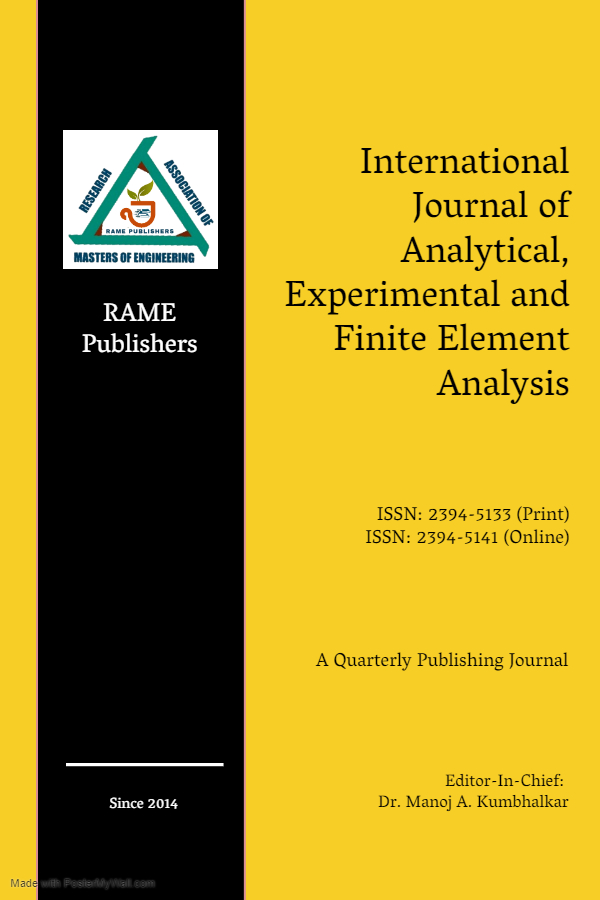 RESEARCH
ASSOCIATION OF
RAME PUBLISHERS
MASTERS OF ENGINEERING
RAME
Publishers
International
Journal of
Analytical,
Experimental and
Finite Element
Analysis
ISSN: 2394-5133 (Print)
ISSN: 2394-5141 (Online)
A Quarterly Publishing Journal
Editor-In-Chief:
Dr. Manoj A. Kumbhalkar
Since 2014
Made with PosterMyWall.com